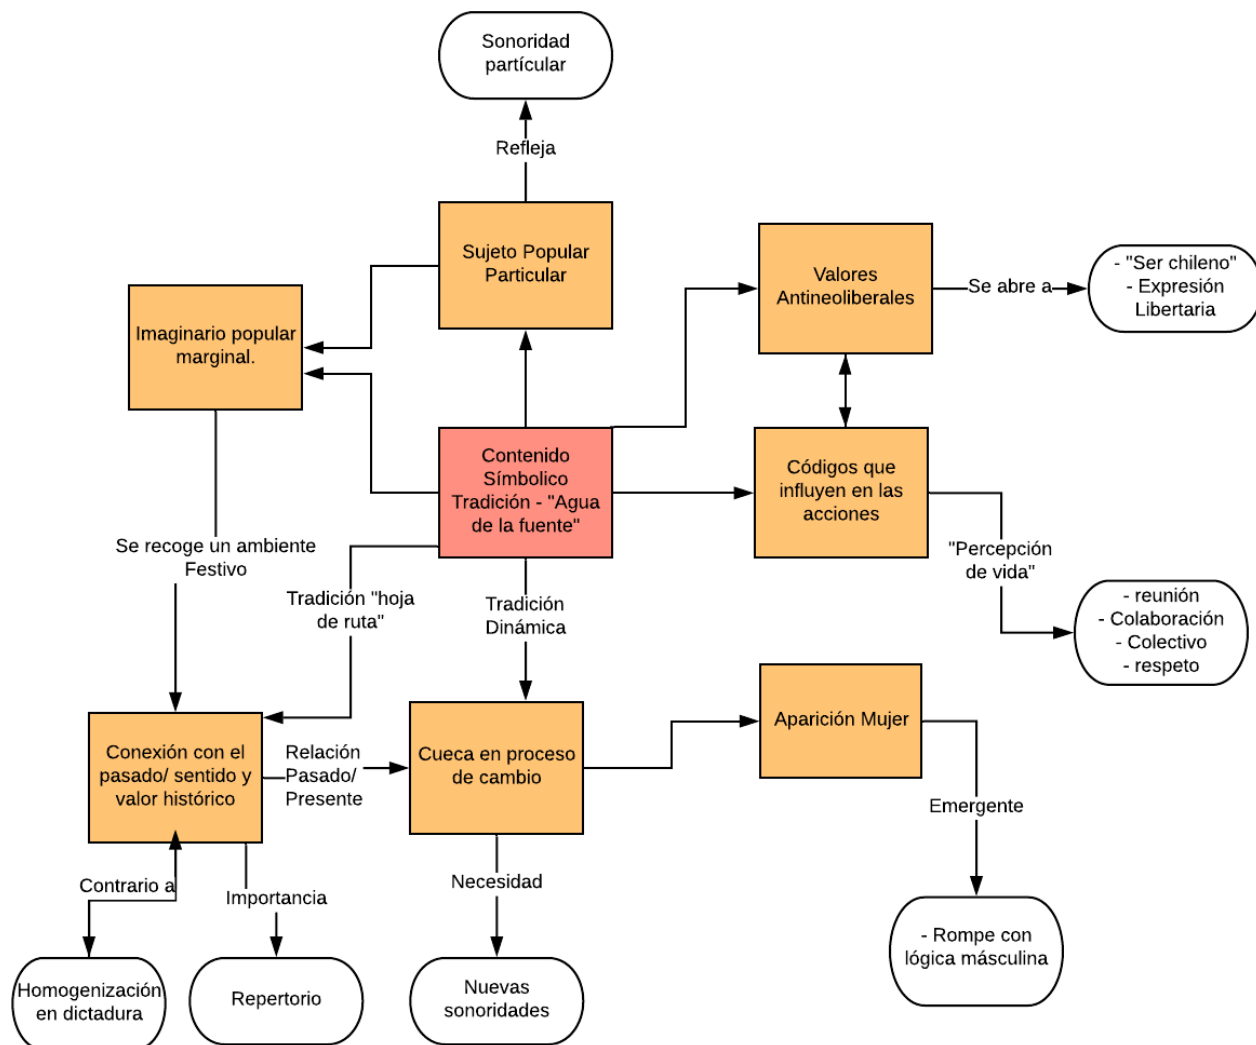 Sonoridad
partícular
Refleja
Sujeto Popular
Particular
Valores
Antineoliberales
Se abre a
- "Ser chileno"
- Expresión
Libertaria
Imaginario popular
marginal.
Contenido
Símbolico
Tradición - "Agua
de la fuente"
Códigos que
influyen en las
acciones
Se recoge un ambiente
Festivo
Tradición "hoja
de ruta"
Tradición
Dinámica
"Percepción
de vida"
- reunión
- Colaboración
- Colectivo
- respeto
Conexión con el
pasado/ sentido y
valor histórico
Relación
Pasado/
Presente
Cueca en proceso
de cambio
Aparición Mujer
Emergente
Contrario a
Importancia
Necesidad
- Rompe con
lógica másculina
Homogenización
en dictadura
Repertorio
Nuevas
sonoridades